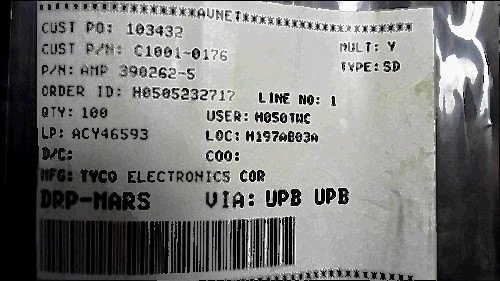 **************AVNET******************
CUST PO: 103432
CUST P/N: C1001-0176 MULT: Y
P/N: AMP 390262-5 TYPE: SD
ORDER ID: H0505232717 LINE NO: 1
QTY: 100 USER: H050TWC
LP: ACY46593 LOC: H197AB03A
D/C: COO:
MFG: TYCO ELECTRONICS COR
DRP-MARS VIA: UPB UPB